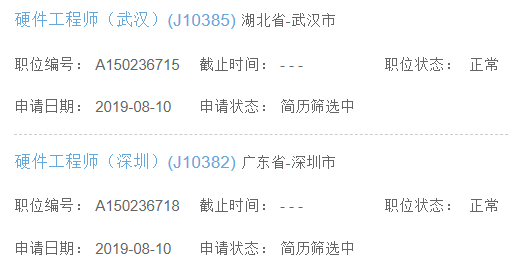 硬件工程师（武汉）(J10385) 湖北省-武汉市
职位编号： A150236715 截止时间： - - - 职位状态： 正常
申请日期： 2019-08-10 申请状态： 简历筛选中
硬件工程师（深圳）(J10382) 广东省-深圳市
职位编号： A150236718 截止时间： - - - 职位状态： 正常
申请日期： 2019-08-10 申请状态： 简历筛选中